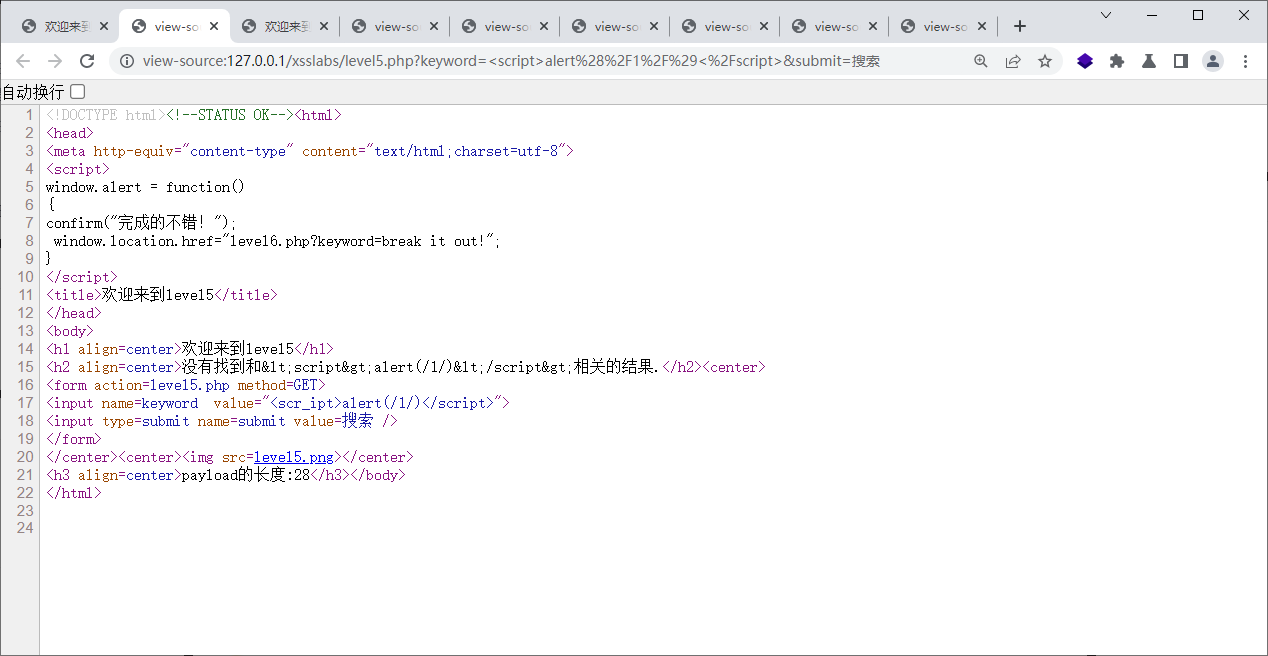 欢迎来到 view-so 欢迎来到 view-so view-so view-so view-so view-so view-so
view-source:127.0.0.1/xsslabs/level5.php?keyword=<script>alert%28%2F1%2F%29<%2Fscript>&submit=搜索
自动换行
1 <!DOCTYPE html><!--STATUS OK--><html>
2 <head>
3 <meta http-equiv="content-type" content="text/html;charset=utf-8">
4 <script>
5 window.alert = function()
6 {
7 confirm("完成的不错！");
8 window.location.href="level6.php?keyword=break it out!";
9 }
10 </script>
11 <title>欢迎来到level5</title>
12 </head>
13 <body>
14 <h1 align=center>欢迎来到level5</h1>
15 <h2 align=center>没有找到和&lt;script&gt;alert(/1/)&lt;/script&gt;相关的结果.</h2><center>
16 <form action=level5.php method=GET>
17 <input name=keyword  value="<scr_ipt>alert(/1/)</script>">
18 <input type=submit name=submit value=搜索 />
19 </form>
20 </center><center><img src=level5.png></center>
21 <h3 align=center>payload的长度:28</h3></body>
22 </html>
23
24